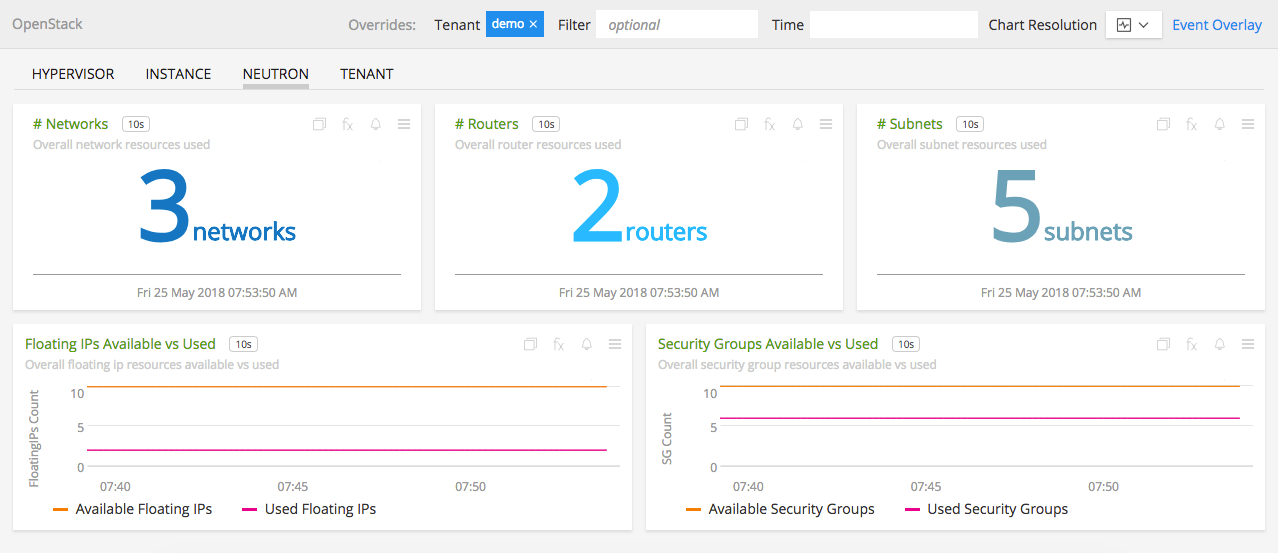 OpenStack Overrides: Tenant demo × Filter optional Time Chart Resolution Event Overlay
HYPERVISOR INSTANCE NEUTRON TENANT
# Networks 10s fx
Overall network resources used
3 networks
Fri 25 May 2018 07:53:50 AM
# Routers 10s fx
Overall router resources used
2 routers
Fri 25 May 2018 07:53:50 AM
# Subnets 10s fx
Overall subnet resources used
5 subnets
Fri 25 May 2018 07:53:50 AM
Floating IPs Available vs Used 10s fx
Overall floating ip resources available vs used
FloatingIPs Count
10
5
0
07:40 07:45 07:50
Available Floating IPs Used Floating IPs
Security Groups Available vs Used 10s fx
Overall security group resources available vs used
SG Count
10
5
0
07:40 07:45 07:50
Available Security Groups Used Security Groups